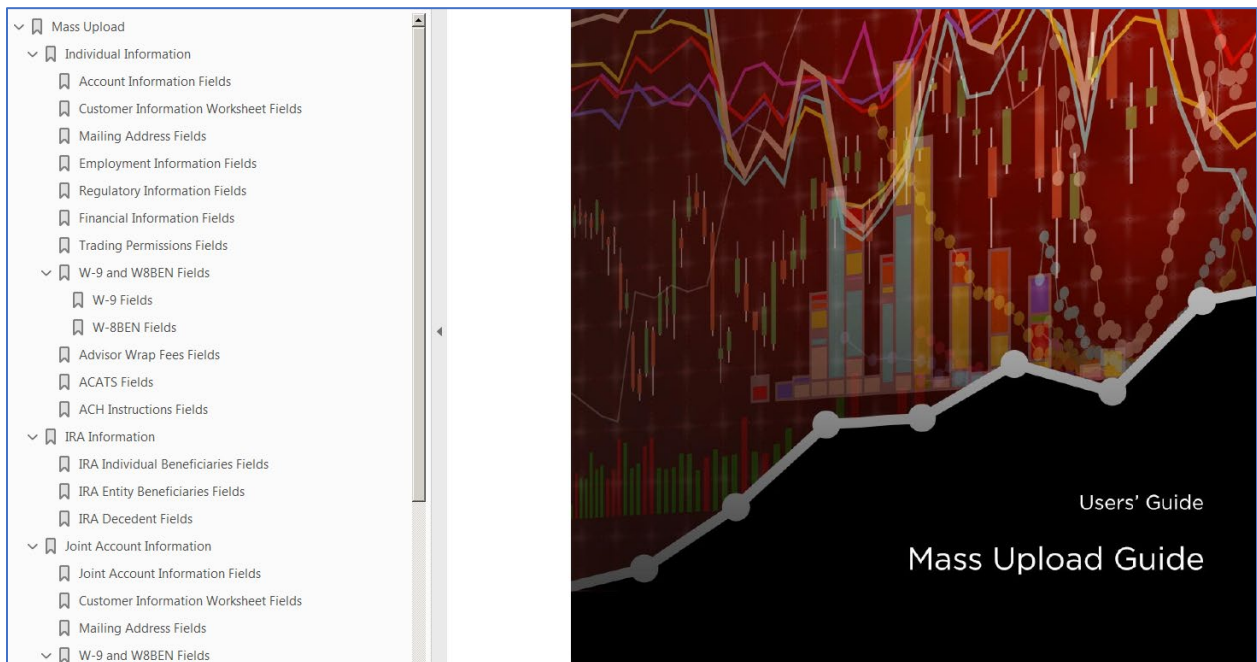 Mass Upload
Individual Information
Account Information Fields
Customer Information Worksheet Fields
Mailing Address Fields
Employment Information Fields
Regulatory Information Fields
Financial Information Fields
Trading Permissions Fields
W-9 and W8BEN Fields
W-9 Fields
W-8BEN Fields
Advisor Wrap Fees Fields
ACATS Fields
ACH Instructions Fields
IRA Information
IRA Individual Beneficiaries Fields
IRA Entity Beneficiaries Fields
IRA Decedent Fields
Joint Account Information
Joint Account Information Fields
Customer Information Worksheet Fields
Mailing Address Fields
W-9 and W8BEN Fields
Users' Guide
Mass Upload Guide